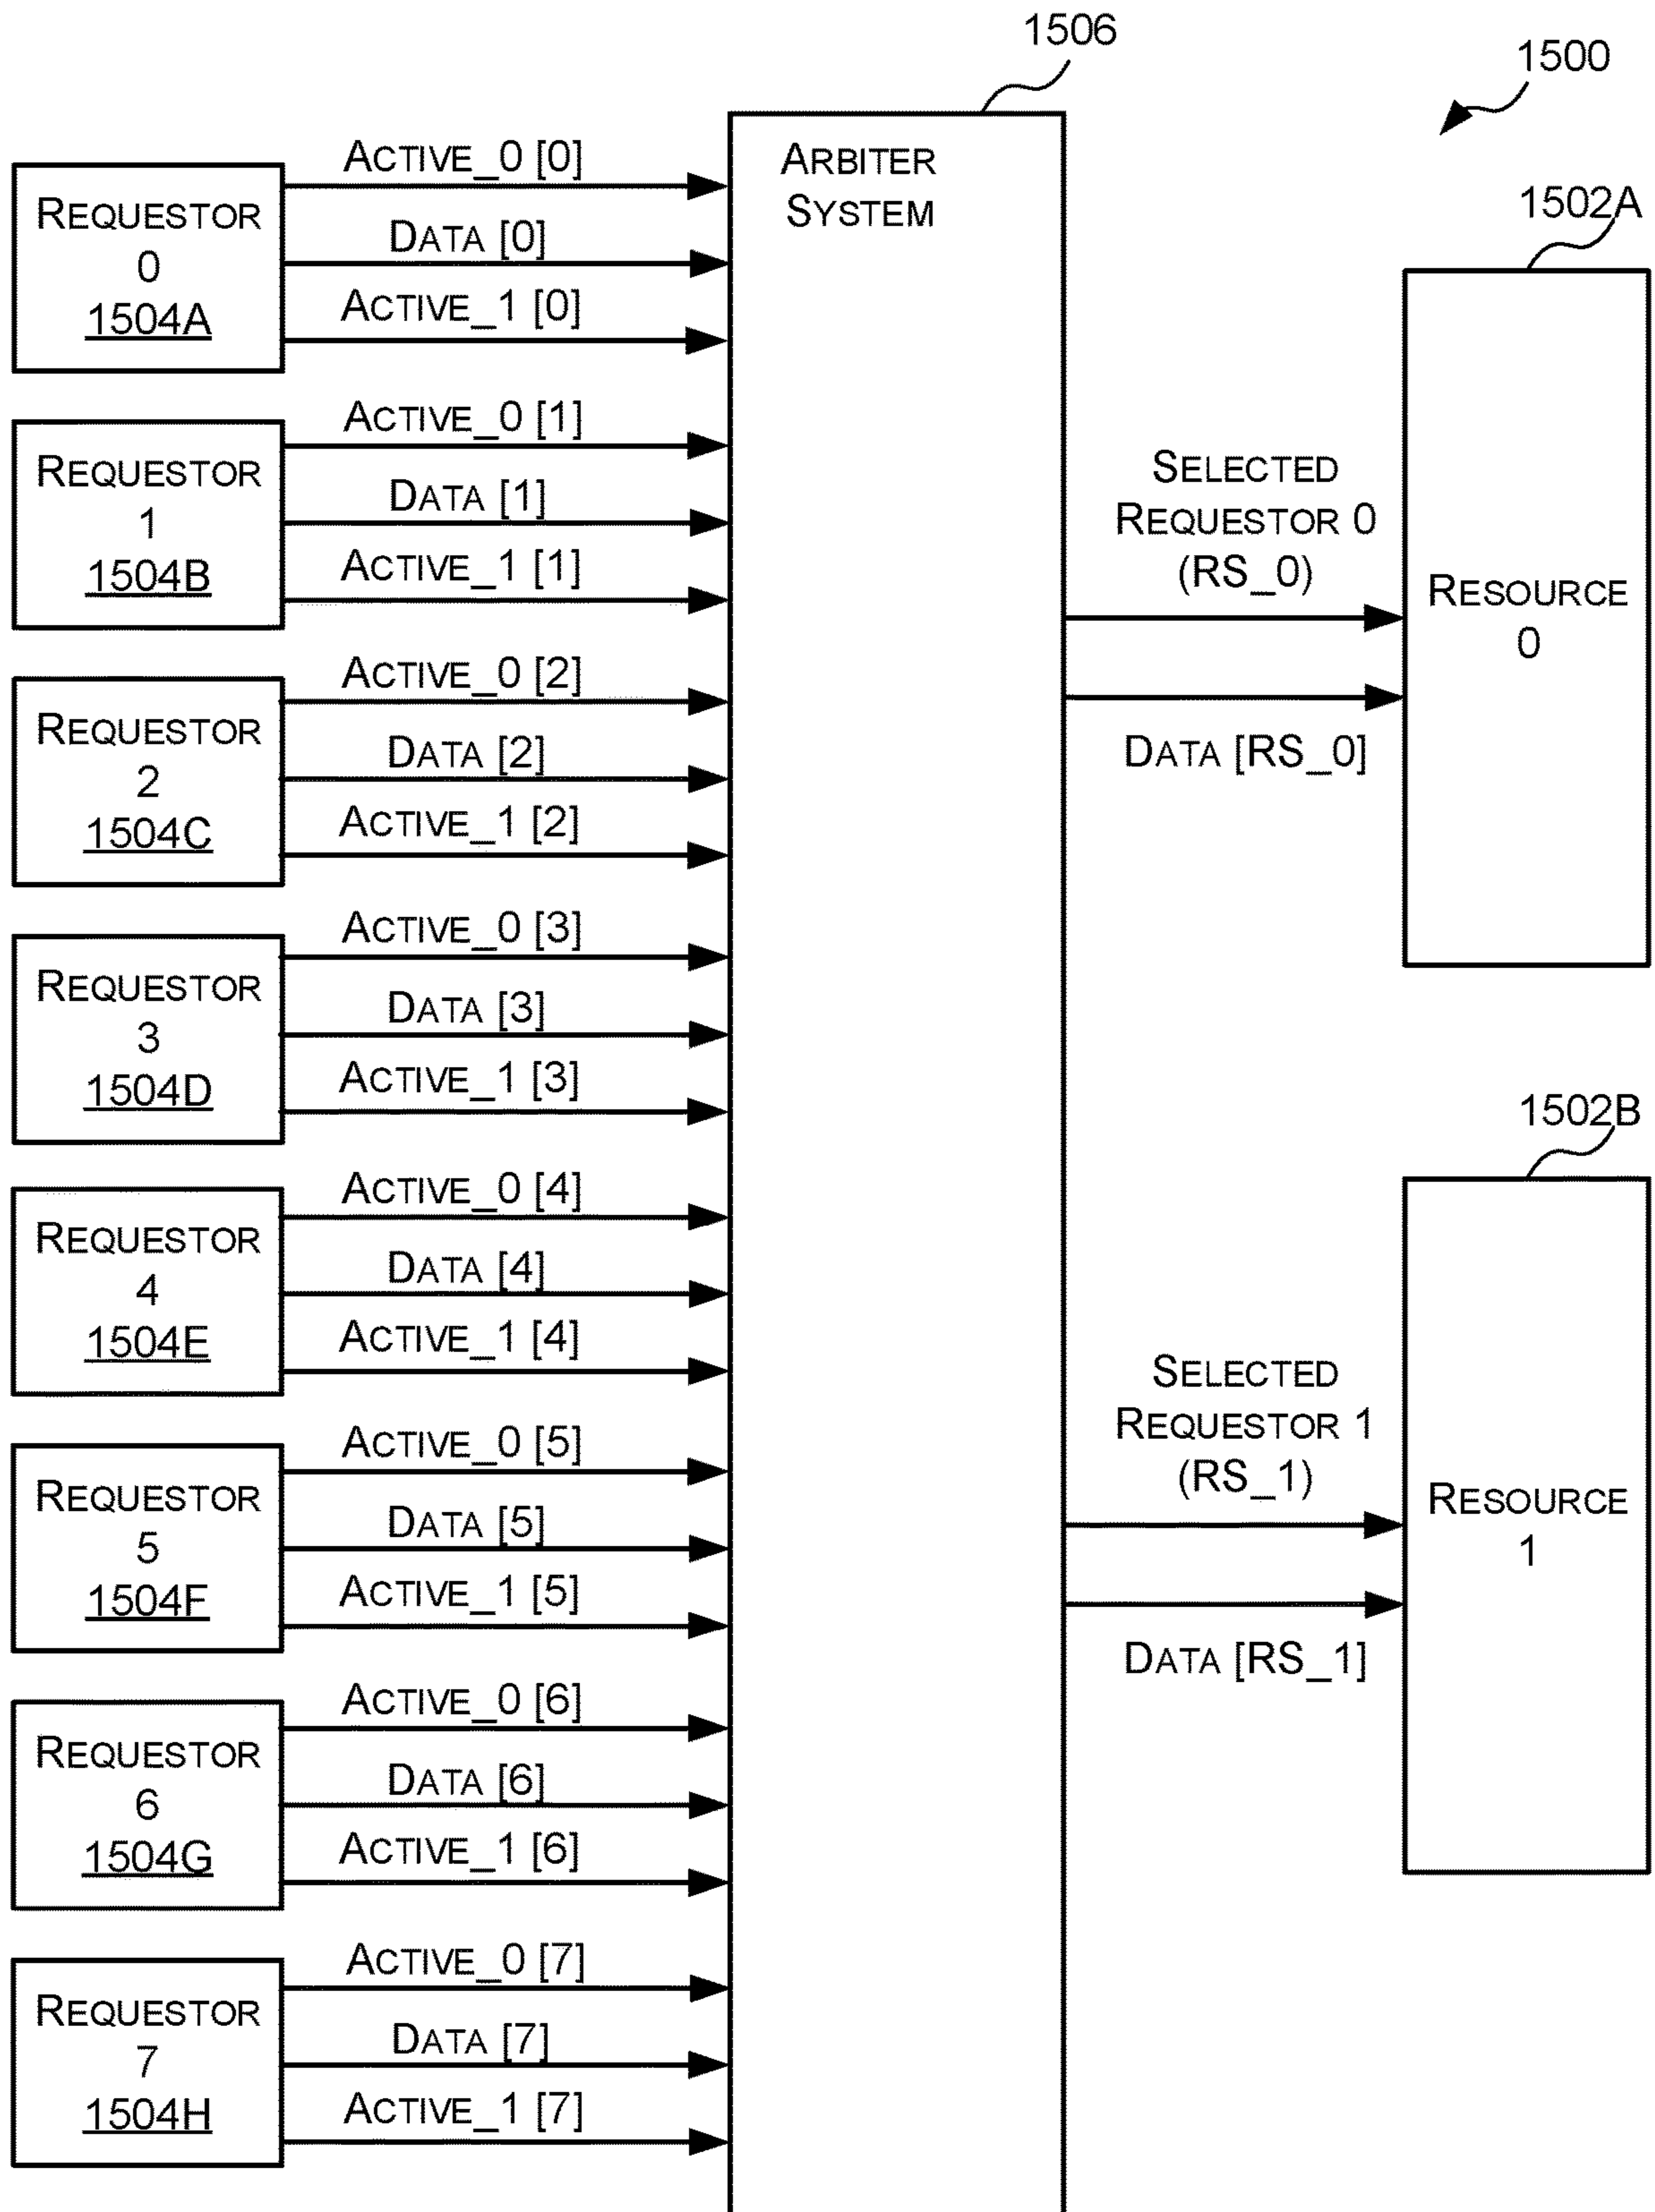 1506
1500
ARBITER
SYSTEM
REQUESTOR
0
1504A
ACTIVE_0 [0]
DATA [0]
ACTIVE_1 [0]
REQUESTOR
1
1504B
ACTIVE_0 [1]
DATA [1]
ACTIVE_1 [1]
REQUESTOR
2
1504C
ACTIVE_0 [2]
DATA [2]
ACTIVE_1 [2]
REQUESTOR
3
1504D
ACTIVE_0 [3]
DATA [3]
ACTIVE_1 [3]
REQUESTOR
4
1504E
ACTIVE_0 [4]
DATA [4]
ACTIVE_1 [4]
REQUESTOR
5
1504F
ACTIVE_0 [5]
DATA [5]
ACTIVE_1 [5]
REQUESTOR
6
1504G
ACTIVE_0 [6]
DATA [6]
ACTIVE_1 [6]
REQUESTOR
7
1504H
ACTIVE_0 [7]
DATA [7]
ACTIVE_1 [7]
SELECTED
REQUESTOR 0
(RS_0)
DATA [RS_0]
1502A
RESOURCE
0
SELECTED
REQUESTOR 1
(RS_1)
DATA [RS_1]
1502B
RESOURCE
1